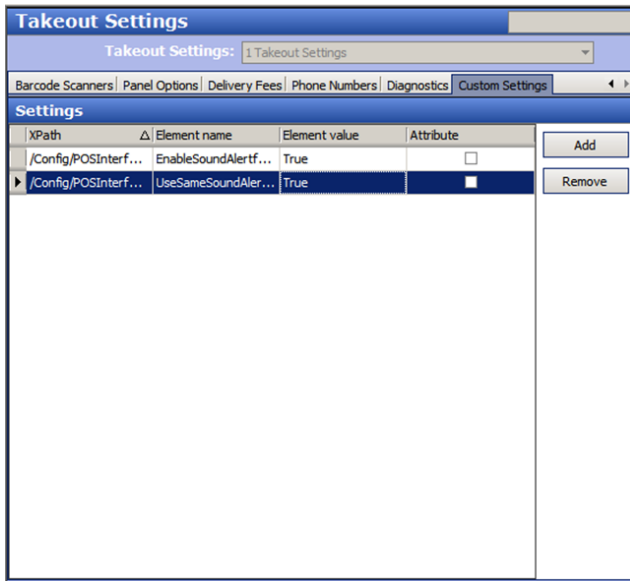 Takeout Settings
Takeout Settings: 1 Takeout Settings
Barcode Scanners Panel Options Delivery Fees Phone Numbers Diagnostics Custom Settings
Settings
XPath Element name Element value Attribute
/Config/POSInterf... EnableSoundAlertf... True
/Config/POSInterf... UseSameSoundAler... True
Add
Remove